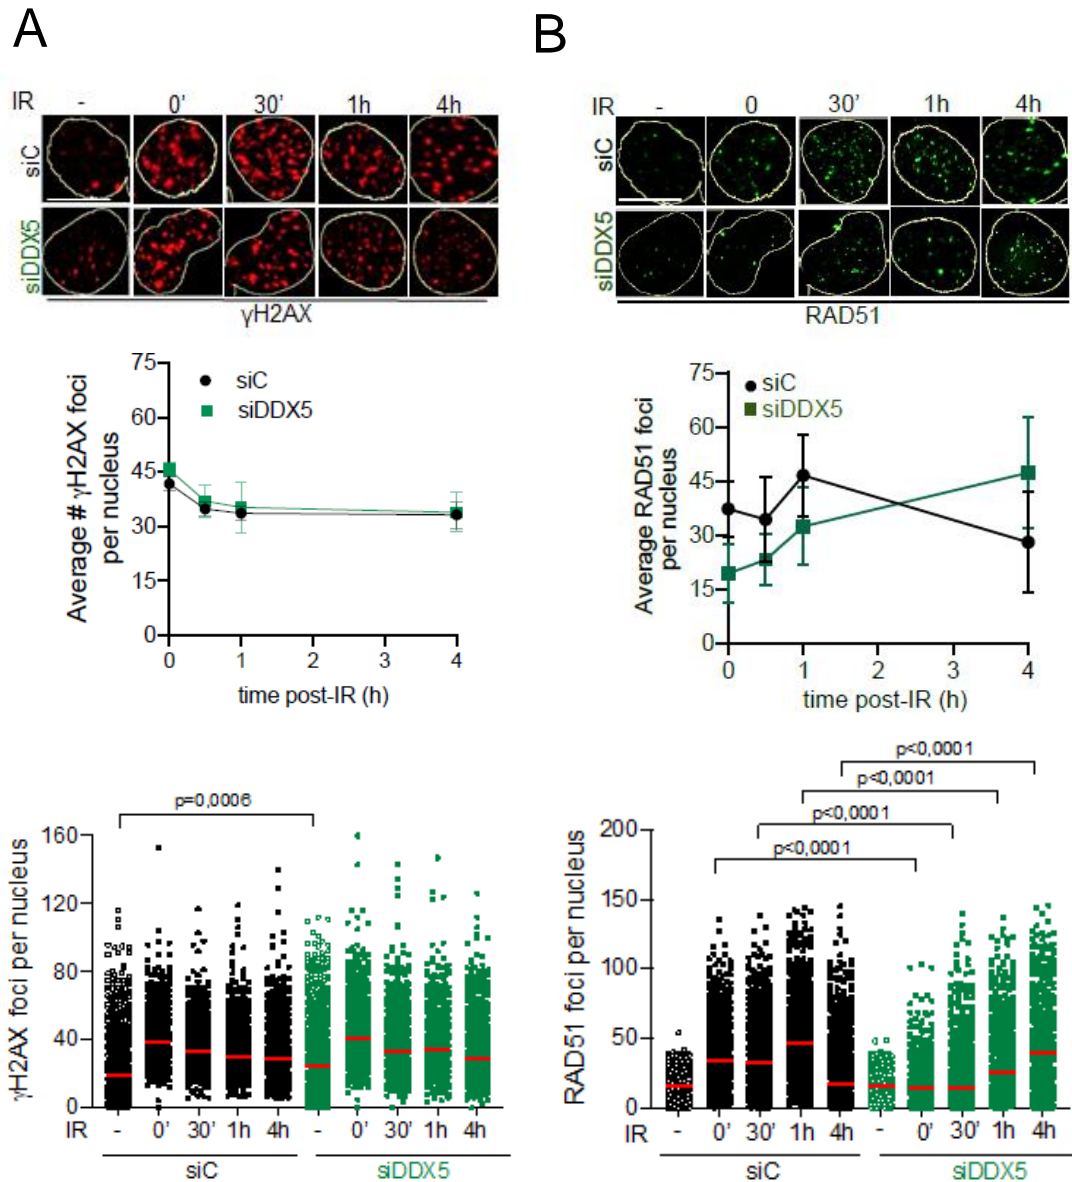 A
B
IR - 0' 30' 1h 4h
siC
siDDX5
γH2AX
IR - 0 30' 1h 4h
siC
siDDX5
RAD51
Average # γH2AX foci
per nucleus
75
60
45
30
15
0
siC
siDDX5
0 1 2 3 4
time post-IR (h)
Average RAD51 foci
per nucleus
75
60
45
30
15
0
siC
siDDX5
0 1 2 3 4
time post-IR (h)
γH2AX foci per nucleus
p=0,0006
160
120
80
40
0
IR - 0' 30' 1h 4h - 0' 30' 1h 4h
siC siDDX5
RAD51 foci per nucleus
p<0,0001
p<0,0001
p<0,0001
p<0,0001
200
150
100
50
0
IR - 0' 30' 1h 4h - 0' 30' 1h 4h
siC siDDX5